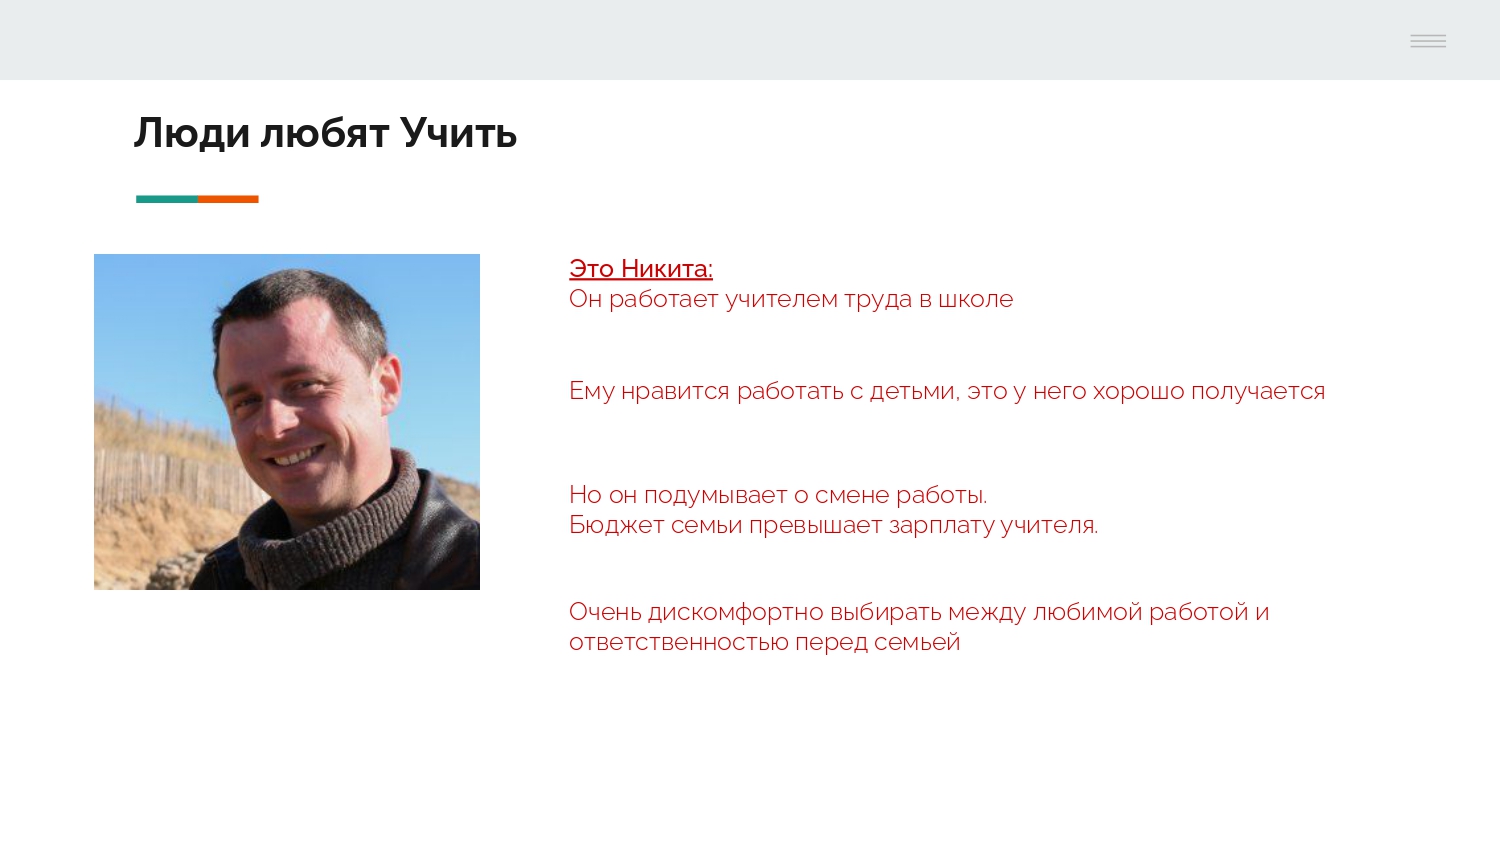 Люди любят Учить
Это Никита:
Он работает учителем труда в школе
Ему нравится работать с детьми, это у него хорошо получается
Но он подумывает о смене работы.
Бюджет семьи превышает зарплату учителя.
Очень дискомфортно выбирать между любимой работой и
ответственностью перед семьей